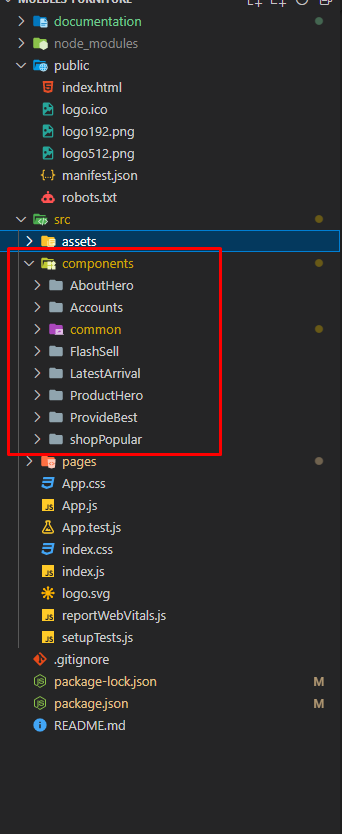 documentation
node_modules
public
index.html
logo.ico
logo192.png
logo512.png
manifest.json
robots.txt
src
assets
components
AboutHero
Accounts
common
FlashSell
LatestArrival
ProductHero
ProvideBest
shopPopular
pages
App.css
App.js
App.test.js
index.css
index.js
logo.svg
reportWebVitals.js
setupTests.js
.gitignore
package-lock.json M
package.json M
README.md